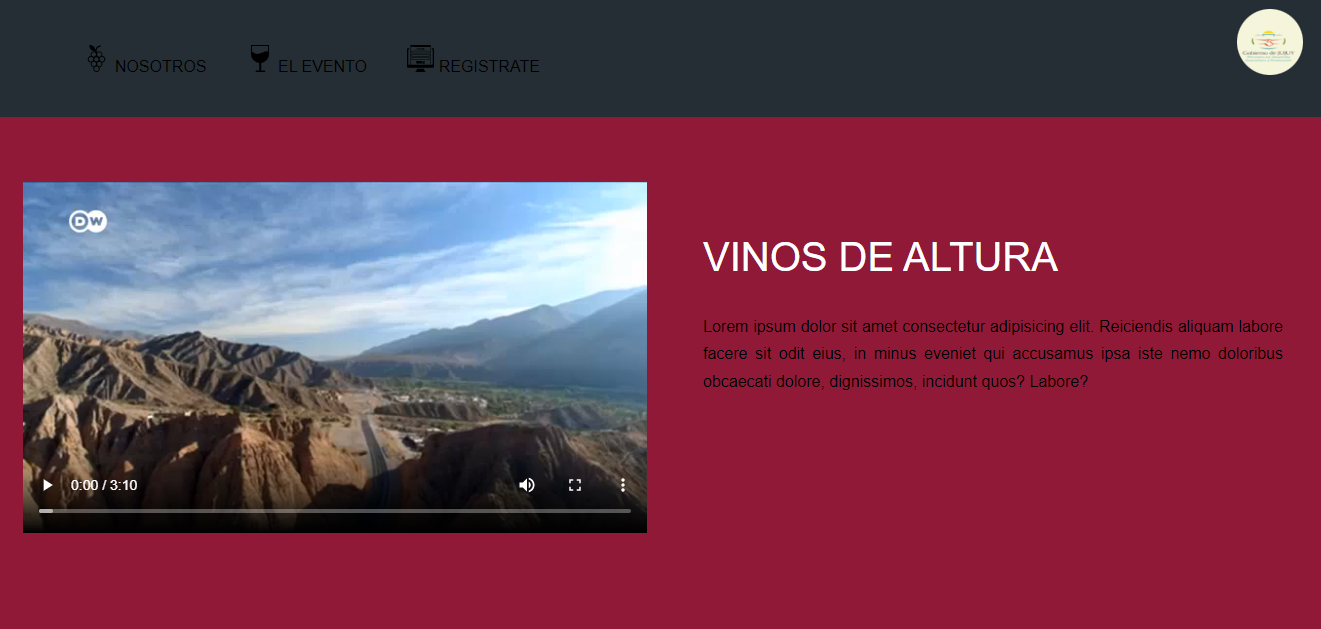 NOSOTROS
EL EVENTO
REGISTRATE
Gobierno de JUJUY
DW
VINOS DE ALTURA
Lorem ipsum dolor sit amet consectetur adipisicing elit. Reiciendis aliquam labore
facere sit odit eius, in minus eveniet qui accusamus ipsa iste nemo doloribus
obcaecati dolore, dignissimos, incidunt quos? Labore?
0:00 / 3:10